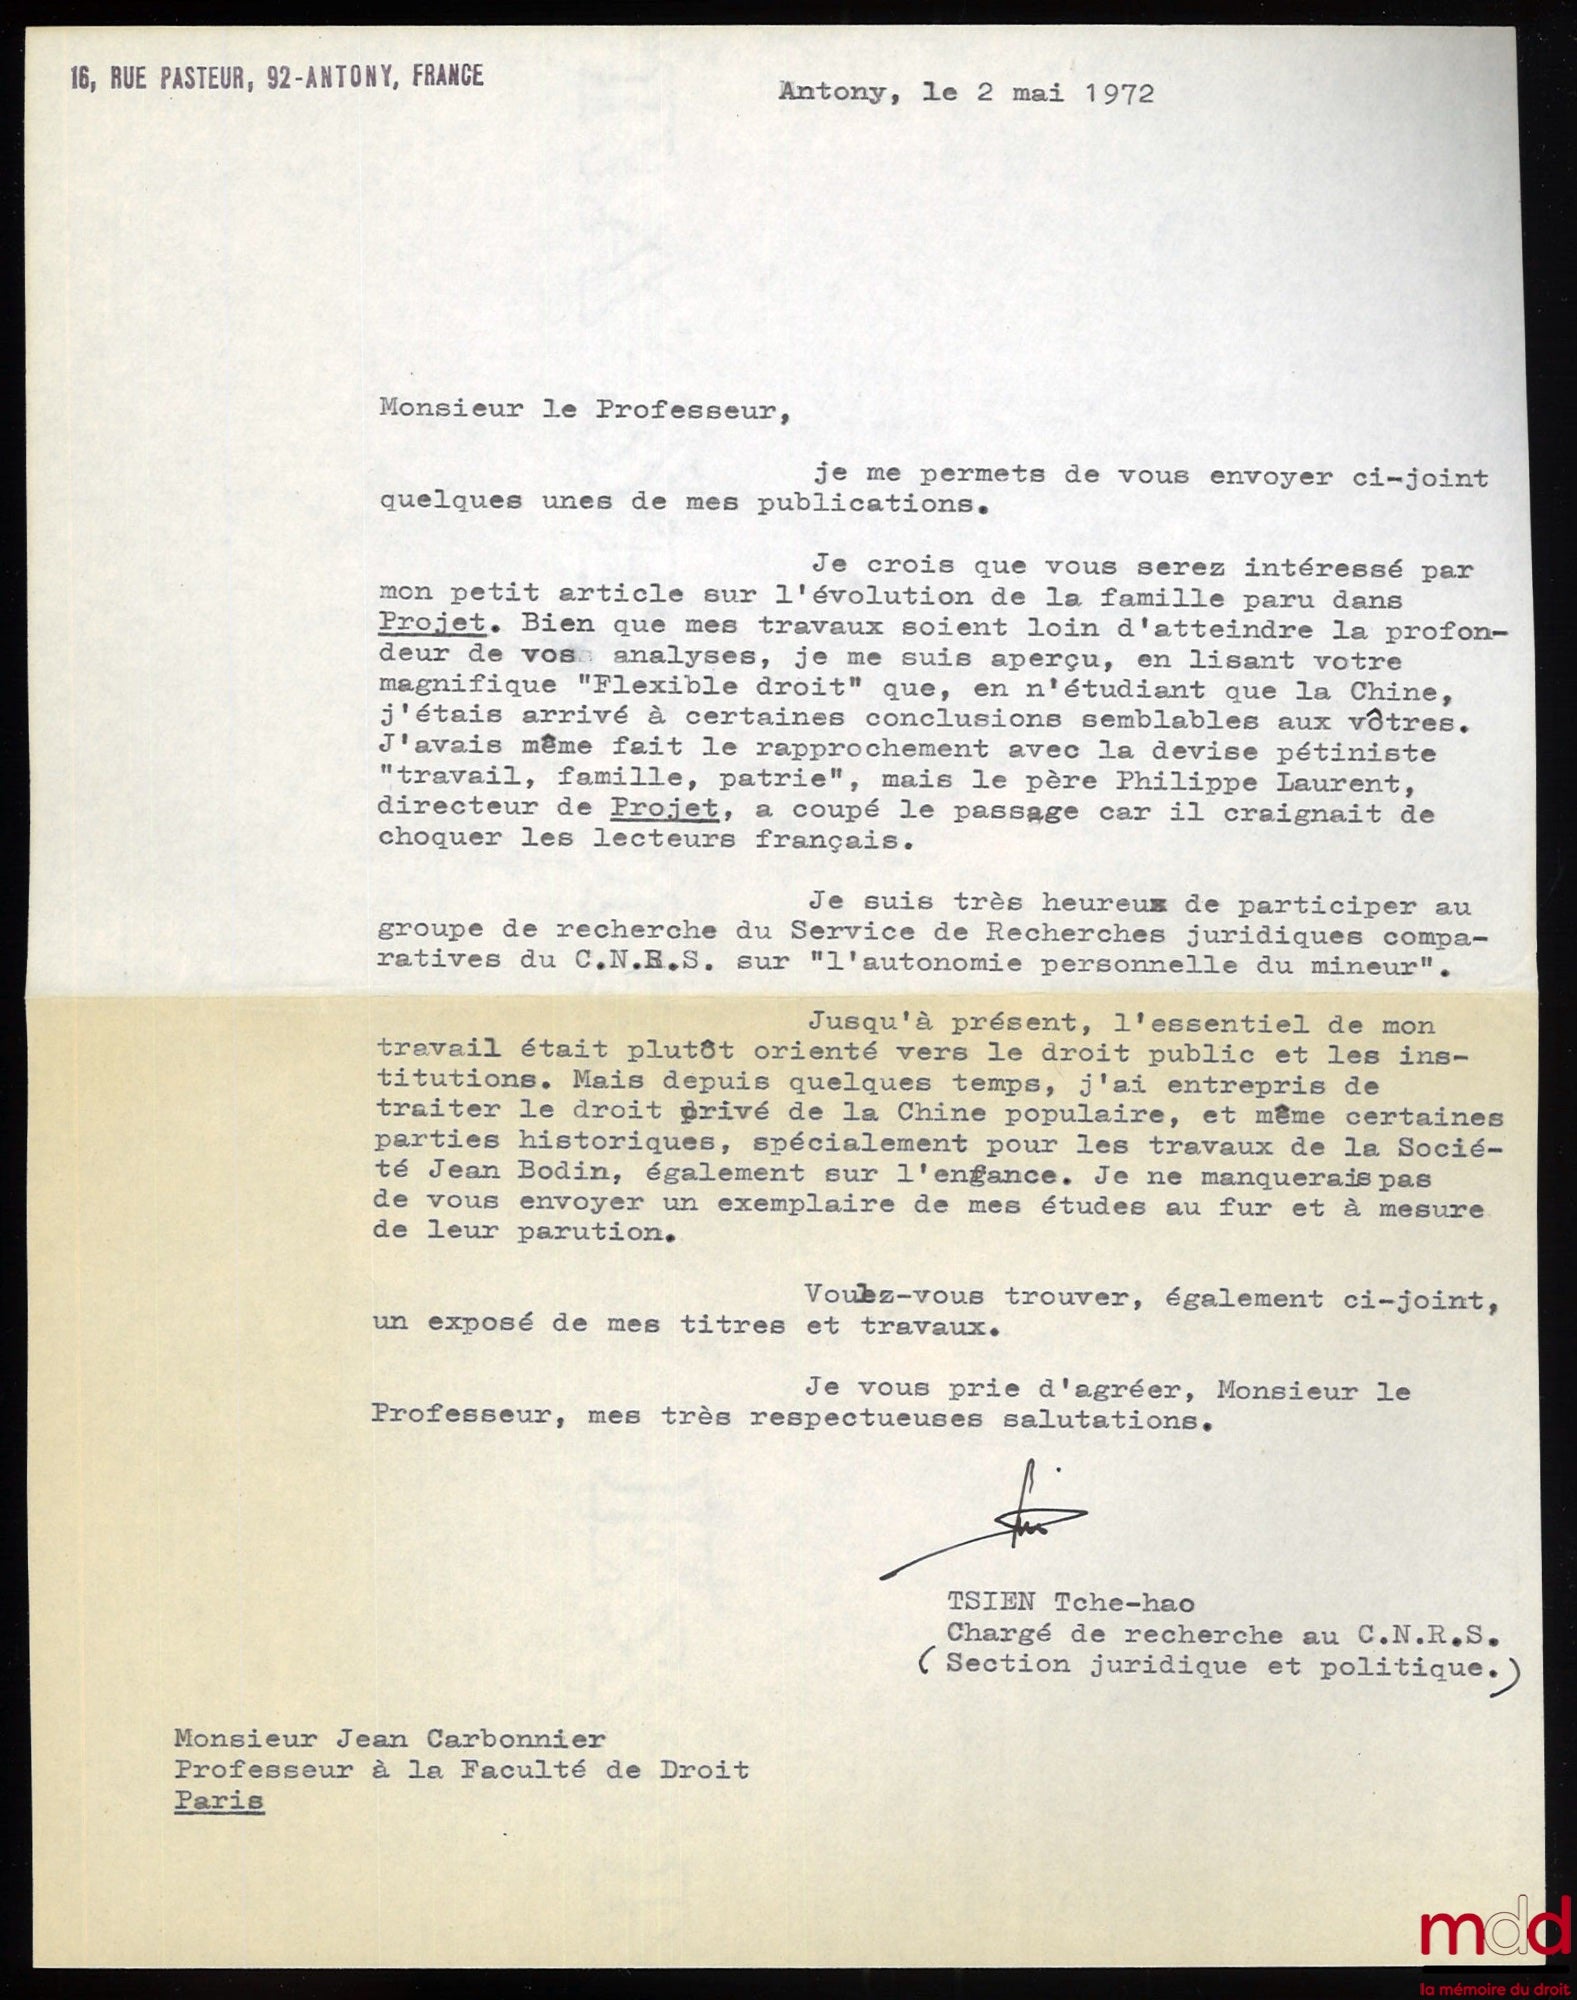 16, RUE PASTEUR, 92-ANTONY, FRANCE
Antony, le 2 mai 1972
Monsieur le Professeur,
je me permets de vous envoyer ci-joint
quelques unes de mes publications.
Je crois que vous serez intéressé par
mon petit article sur l'évolution de la famille paru dans
Projet. Bien que mes travaux soient loin d'atteindre la profon-
deur de vos analyses, je me suis aperçu, en lisant votre
magnifique "Flexible droit" que, en n'étudiant que la Chine,
j'étais arrivé à certaines conclusions semblables aux vôtres.
J'avais même fait le rapprochement avec la devise pétiniste
"travail, famille, patrie", mais le père Philippe Laurent,
directeur de Projet, a coupé le passage car il craignait de
choquer les lecteurs français.
Je suis très heureux de participer au
groupe de recherche du Service de Recherches juridiques compa-
ratives du C.N.R.S. sur "l'autonomie personnelle du mineur".
Jusqu'à présent, l'essentiel de mon
travail était plutôt orienté vers le droit public et les ins-
titutions. Mais depuis quelques temps, j'ai entrepris de
traiter le droit privé de la Chine populaire, et même certaines
parties historiques, spécialement pour les travaux de la Socié-
té Jean Bodin, également sur l'enfance. Je ne manquerais pas
de vous envoyer un exemplaire de mes études au fur et à mesure
de leur parution.
Voulez-vous trouver, également ci-joint,
un exposé de mes titres et travaux.
Je vous prie d'agréer, Monsieur le
Professeur, mes très respectueuses salutations.
TSIEN Tche-hao
Chargé de recherche au C.N.R.S.
(Section juridique et politique.)
Monsieur Jean Carbonnier
Professeur à la Faculté de Droit
Paris
mdd
la mémoire du droit